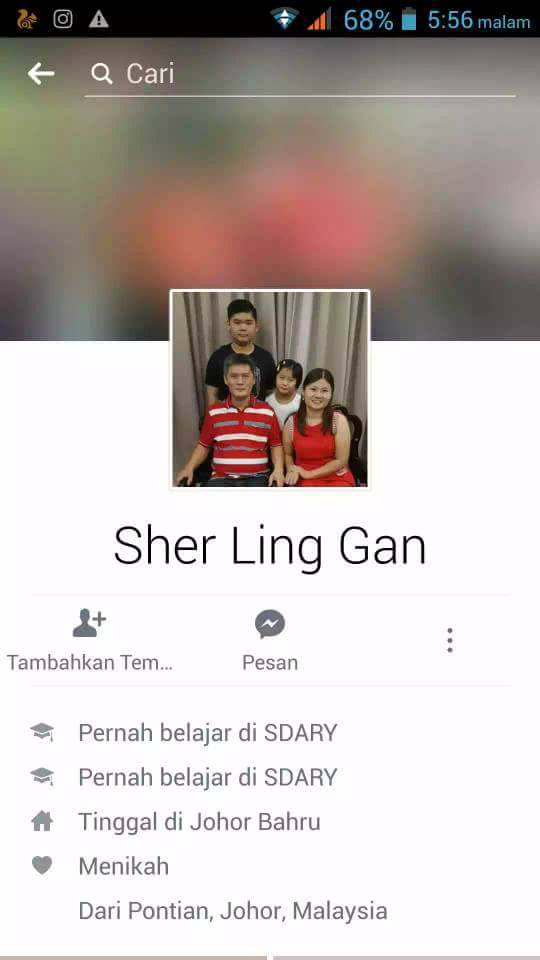 68% 5:56 malam
Cari
Sher Ling Gan
Tambahkan Tem...
Pesan
Pernah belajar di SDARY
Pernah belajar di SDARY
Tinggal di Johor Bahru
Menikah
Dari Pontian, Johor, Malaysia